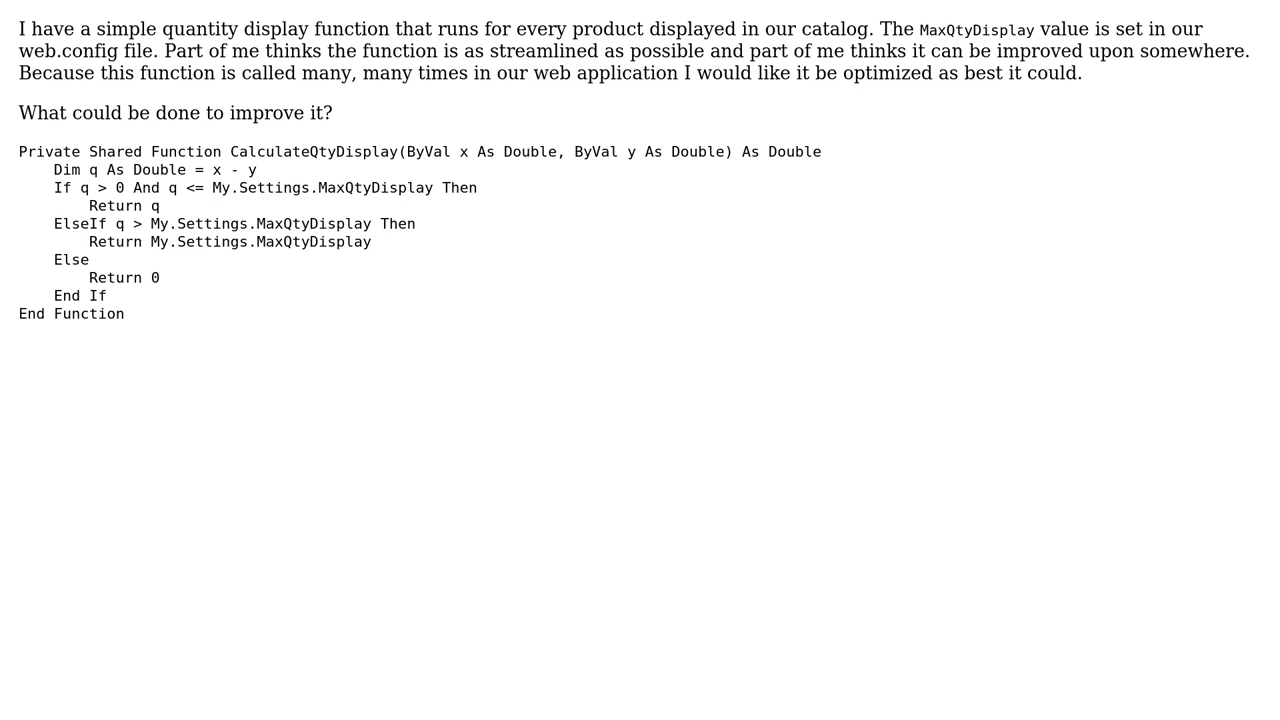 I have a simple quantity display function that runs for every product displayed in our catalog. The MaxQtyDisplay value is set in our
web.config file. Part of me thinks the function is as streamlined as possible and part of me thinks it can be improved upon somewhere.
Because this function is called many, many times in our web application I would like it be optimized as best it could.
What could be done to improve it?
Private Shared Function CalculateQtyDisplay(ByVal x As Double, ByVal y As Double) As Double
    Dim q As Double = x - y
    If q > 0 And q <= My.Settings.MaxQtyDisplay Then
        Return q
    ElseIf q > My.Settings.MaxQtyDisplay Then
        Return My.Settings.MaxQtyDisplay
    Else
        Return 0
    End If
End Function